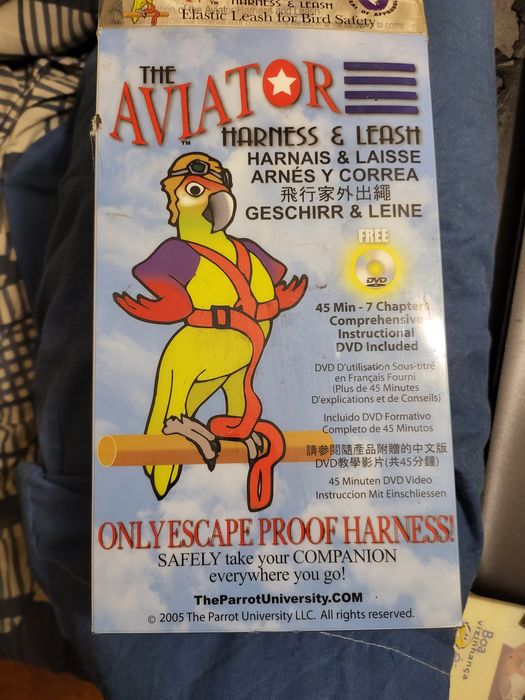 HARNESS & LEASH
Elastic Leash for Bird Safety
THE
AVIATOR
TM
HARNESS & LEASH
HARNAIS & LAISSE
ARNÉS Y CORREA
飛行家外出繩
GESCHIRR & LEINE
FREE
DVD
45 Min - 7 Chapters
Comprehensive
Instructional
DVD Included
DVD D'utilisation Sous-titré
en Français Fourni
(Plus de 45 Minutes
D'explications et de Conseils)
Incluido DVD Formativo
Completo de 45 Minutos
請參閱隨產品附贈的中文版
DVD教學影片(共45分鐘)
45 Minuten DVD Video
Instruccion Mit Einschliessen
ONLY ESCAPE PROOF HARNESS!
SAFELY take your COMPANION
everywhere you go!
TheParrotUniversity.COM
© 2005 The Parrot University LLC. All rights reserved.
Boa
vizinhança